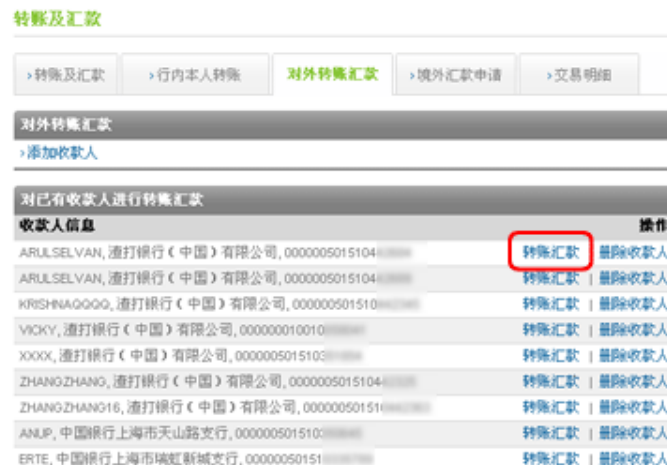 转账及汇款
›转账及汇款 ›行内本人转账 对外转账汇款 ›境外汇款申请 ›交易明细
对外转账汇款
›添加收款人
对已有收款人进行转账汇款
收款人信息 操作
ARULSELVAN, 渣打银行（中国）有限公司, 0000005015104 转账汇款 | 删除收款人
ARULSELVAN, 渣打银行（中国）有限公司, 0000005015104 转账汇款 | 删除收款人
KRISHNAQQQQ, 渣打银行（中国）有限公司, 000000501510 转账汇款 | 删除收款人
VICKY, 渣打银行（中国）有限公司, 000000010010 转账汇款 | 删除收款人
XXXX, 渣打银行（中国）有限公司, 000000501510 转账汇款 | 删除收款人
ZHANGZHANG, 渣打银行（中国）有限公司, 0000005015104 转账汇款 | 删除收款人
ZHANGZHANG16, 渣打银行（中国）有限公司, 00000050151 转账汇款 | 删除收款人
ANUP, 中国银行上海市天山路支行, 000000501510 转账汇款 | 删除收款人
ERTE, 中国银行上海市瑞虹新城支行, 00000050151 转账汇款 | 删除收款人